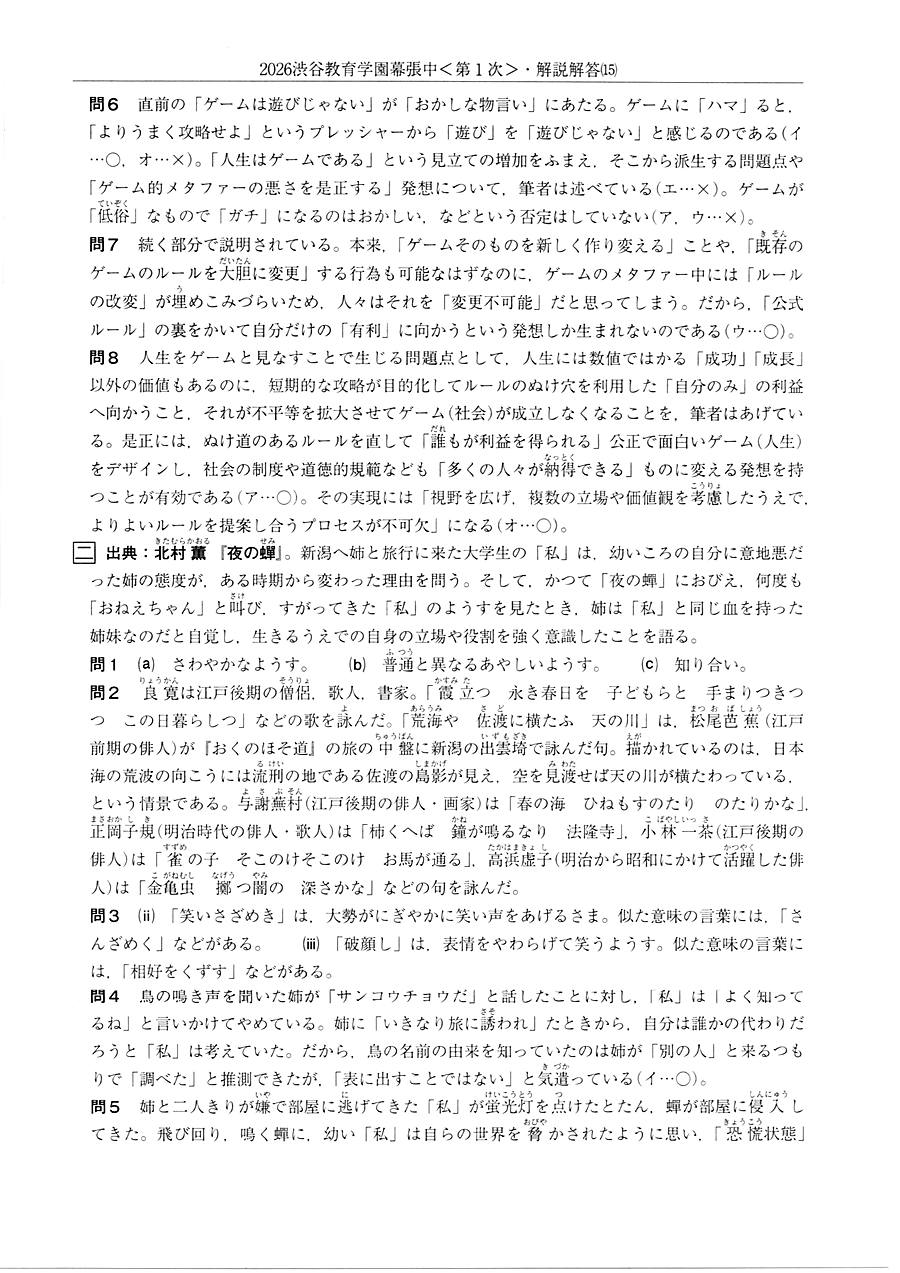 2026渋谷教育学園幕張中＜第1次＞・解説解答⒂
問6　直前の「ゲームは遊びじゃない」が「おかしな物言い」にあたる。ゲームに「ハマ」ると，
「よりうまく攻略せよ」というプレッシャーから「遊び」を「遊びじゃない」と感じるのである(イ
…○，オ…×)。「人生はゲームである」という見立ての増加をふまえ，そこから派生する問題点や
「ゲーム的メタファーの悪さを是正する」発想について，筆者は述べている(エ…×)。ゲームが
「低俗」なもので「ガチ」になるのはおかしい，などという否定はしていない(ア，ウ…×)。
問7　続く部分で説明されている。本来，「ゲームそのものを新しく作り変える」ことや，「既存の
ゲームのルールを大胆に変更」する行為も可能なはずなのに，ゲームのメタファー中には「ルール
の改変」が埋めこみづらいため，人々はそれを「変更不可能」だと思ってしまう。だから，「公式
ルール」の裏をかいて自分だけの「有利」に向かうという発想しか生まれないのである(ウ…○)。
問8　人生をゲームと見なすことで生じる問題点として，人生には数値ではかる「成功」「成長」
以外の価値もあるのに，短期的な攻略が目的化してルールのぬけ穴を利用した「自分のみ」の利益
へ向かうこと，それが不平等を拡大させてゲーム(社会)が成立しなくなることを，筆者はあげてい
る。是正には，ぬけ道のあるルールを直して「誰もが利益を得られる」公正で面白いゲーム(人生)
をデザインし，社会の制度や道徳的規範なども「多くの人々が納得できる」ものに変える発想を持
つことが有効である(ア…○)。その実現には「視野を広げ，複数の立場や価値観を考慮したうえで，
よりよいルールを提案し合うプロセスが不可欠」になる(オ…○)。
二　出典：北村薫『夜の蟬』。新潟へ姉と旅行に来た大学生の「私」は，幼いころの自分に意地悪だ
った姉の態度が，ある時期から変わった理由を問う。そして，かつて「夜の蟬」におびえ，何度も
「おねえちゃん」と叫び，すがってきた「私」のようすを見たとき，姉は「私」と同じ血を持った
姉妹なのだと自覚し，生きるうえでの自身の立場や役割を強く意識したことを語る。
問1　(a)　さわやかなようす。　(b)　普通と異なるあやしいようす。　(c)　知り合い。
問2　良寛は江戸後期の僧侶，歌人，書家。「霞立つ　永き春日を　子どもらと　手まりつきつ
つ　この日暮らしつ」などの歌を詠んだ。「荒海や　佐渡に横たふ　天の川」は，松尾芭蕉(江戸
前期の俳人)が『おくのほそ道』の旅の中盤に新潟の出雲埼で詠んだ句。描かれているのは，日本
海の荒波の向こうには流刑の地である佐渡の島影が見え，空を見渡せば天の川が横たわっている，
という情景である。与謝蕪村(江戸後期の俳人・画家)は「春の海　ひねもすのたり　のたりかな」，
正岡子規(明治時代の俳人・歌人)は「柿くへば　鐘が鳴るなり　法隆寺」，小林一茶(江戸後期の
俳人)は「雀の子　そこのけそこのけ　お馬が通る」，高浜虚子(明治から昭和にかけて活躍した俳
人)は「金亀虫　擲つ闇の　深さかな」などの句を詠んだ。
問3　(ii)　「笑いさざめき」は，大勢がにぎやかに笑い声をあげるさま。似た意味の言葉には，「さ
んざめく」などがある。　(iii)　「破顔し」は，表情をやわらげて笑うようす。似た意味の言葉に
は，「相好をくずす」などがある。
問4　鳥の鳴き声を聞いた姉が「サンコウチョウだ」と話したことに対し，「私」は「よく知って
るね」と言いかけてやめている。姉に「いきなり旅に誘われ」たときから，自分は誰かの代わりだ
ろうと「私」は考えていた。だから，鳥の名前の由来を知っていたのは姉が「別の人」と来るつも
りで「調べた」と推測できたが，「表に出すことではない」と気遣っている(イ…○)。
問5　姉と二人きりが嫌で部屋に逃げてきた「私」が蛍光灯を点けたとたん，蟬が部屋に侵入し
てきた。飛び回り，鳴く蟬に，幼い「私」は自らの世界を脅かされたように思い，「恐慌状態」